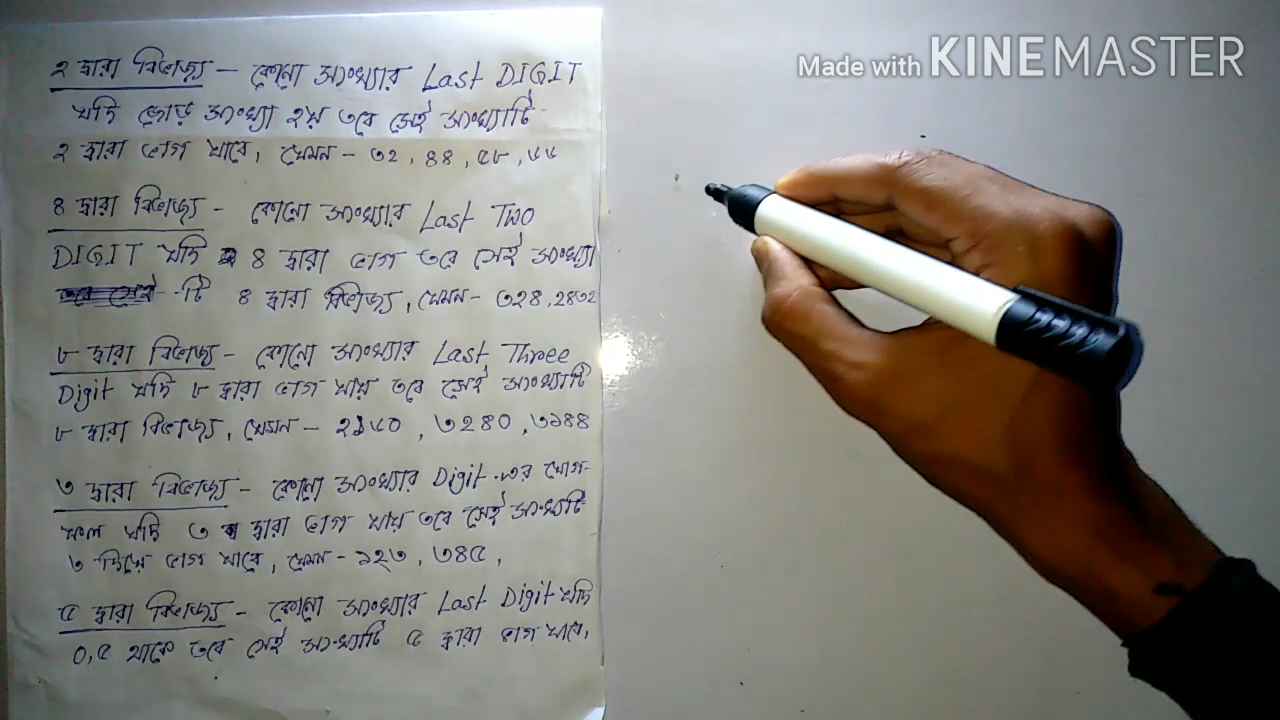 ২ দ্বারা বিভাজ্য – কোনো সংখ্যার Last DIGIT
যদি জোড় সংখ্যা হয় তবে সেই সংখ্যাটি
২ দ্বারা ভাগ যাবে, যেমন – ৩২, ৪৪, ৫৮, ৬৬
৪ দ্বারা বিভাজ্য – কোনো সংখ্যার Last TWO
DIGIT যদি ৪ দ্বারা ভাগ তবে সেই সংখ্যা
টি ৪ দ্বারা বিভাজ্য, যেমন – ৩২৪, ২৪৩২
৮ দ্বারা বিভাজ্য – কোনো সংখ্যার Last Three
Digit যদি ৮ দ্বারা ভাগ যায় তবে সেই সংখ্যাটি
৮ দ্বারা বিভাজ্য, যেমন – ২১৬০, ৩২৪০, ৩১৪৪
৩ দ্বারা বিভাজ্য – কোনো সংখ্যার Digit এর যোগ-
ফল যদি ৩ দ্বারা ভাগ যায় তবে সেই সংখ্যাটি
৩ দিয়ে ভাগ যাবে, যেমন – ১২৩, ৩৪৫,
৫ দ্বারা বিভাজ্য – কোনো সংখ্যার Last Digit যদি
০,৫ থাকে তবে সেই সংখ্যাটি ৫ দ্বারা ভাগ যাবে,
Made with KINEMASTER